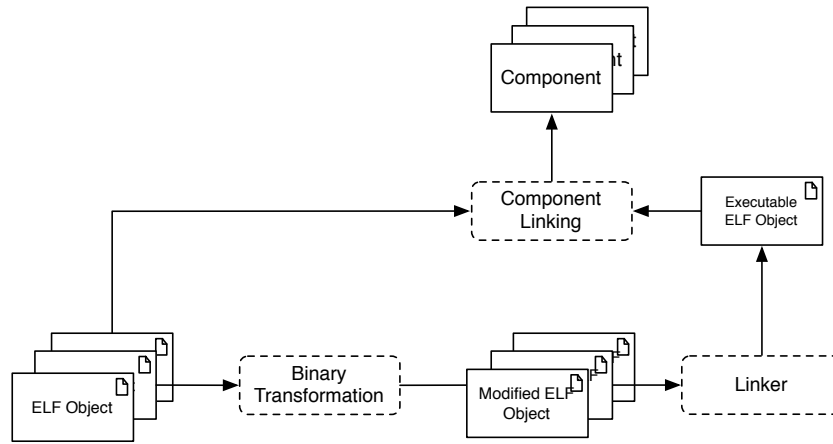 Component
Component
Linking
Executable
ELF Object
ELF Object
Binary
Transformation
Modified ELF
Object
Linker